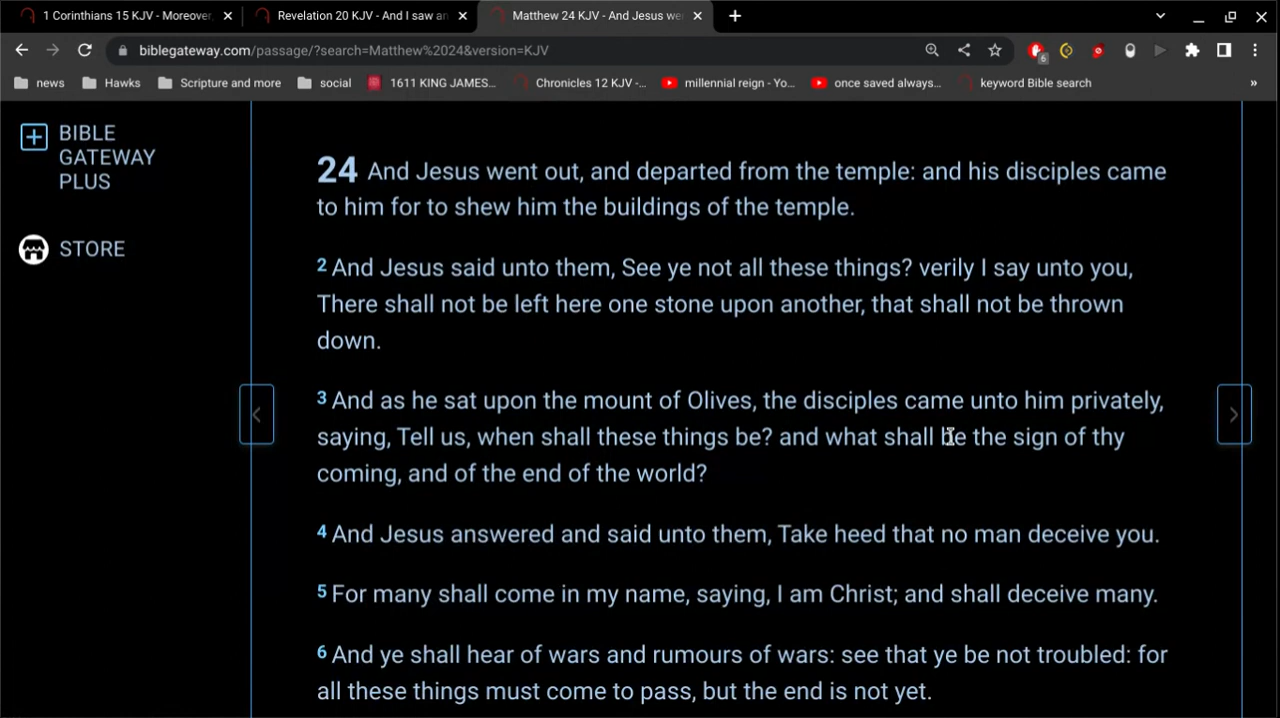 1 Corinthians 15 KJV - Moreover,
Revelation 20 KJV - And I saw an
Matthew 24 KJV - And Jesus we
biblegateway.com/passage/?search=Matthew%2024&version=KJV
6
news
Hawks
Scripture and more
social
1611 KING JAMES...
Chronicles 12 KJV -...
millennial reign - Yo...
once saved always...
keyword Bible search
»
BIBLE
GATEWAY
PLUS
STORE
24 And Jesus went out, and departed from the temple: and his disciples came
to him for to shew him the buildings of the temple.
2 And Jesus said unto them, See ye not all these things? verily I say unto you,
There shall not be left here one stone upon another, that shall not be thrown
down.
3 And as he sat upon the mount of Olives, the disciples came unto him privately,
saying, Tell us, when shall these things be? and what shall be the sign of thy
coming, and of the end of the world?
4 And Jesus answered and said unto them, Take heed that no man deceive you.
5 For many shall come in my name, saying, I am Christ; and shall deceive many.
6 And ye shall hear of wars and rumours of wars: see that ye be not troubled: for
all these things must come to pass, but the end is not yet.